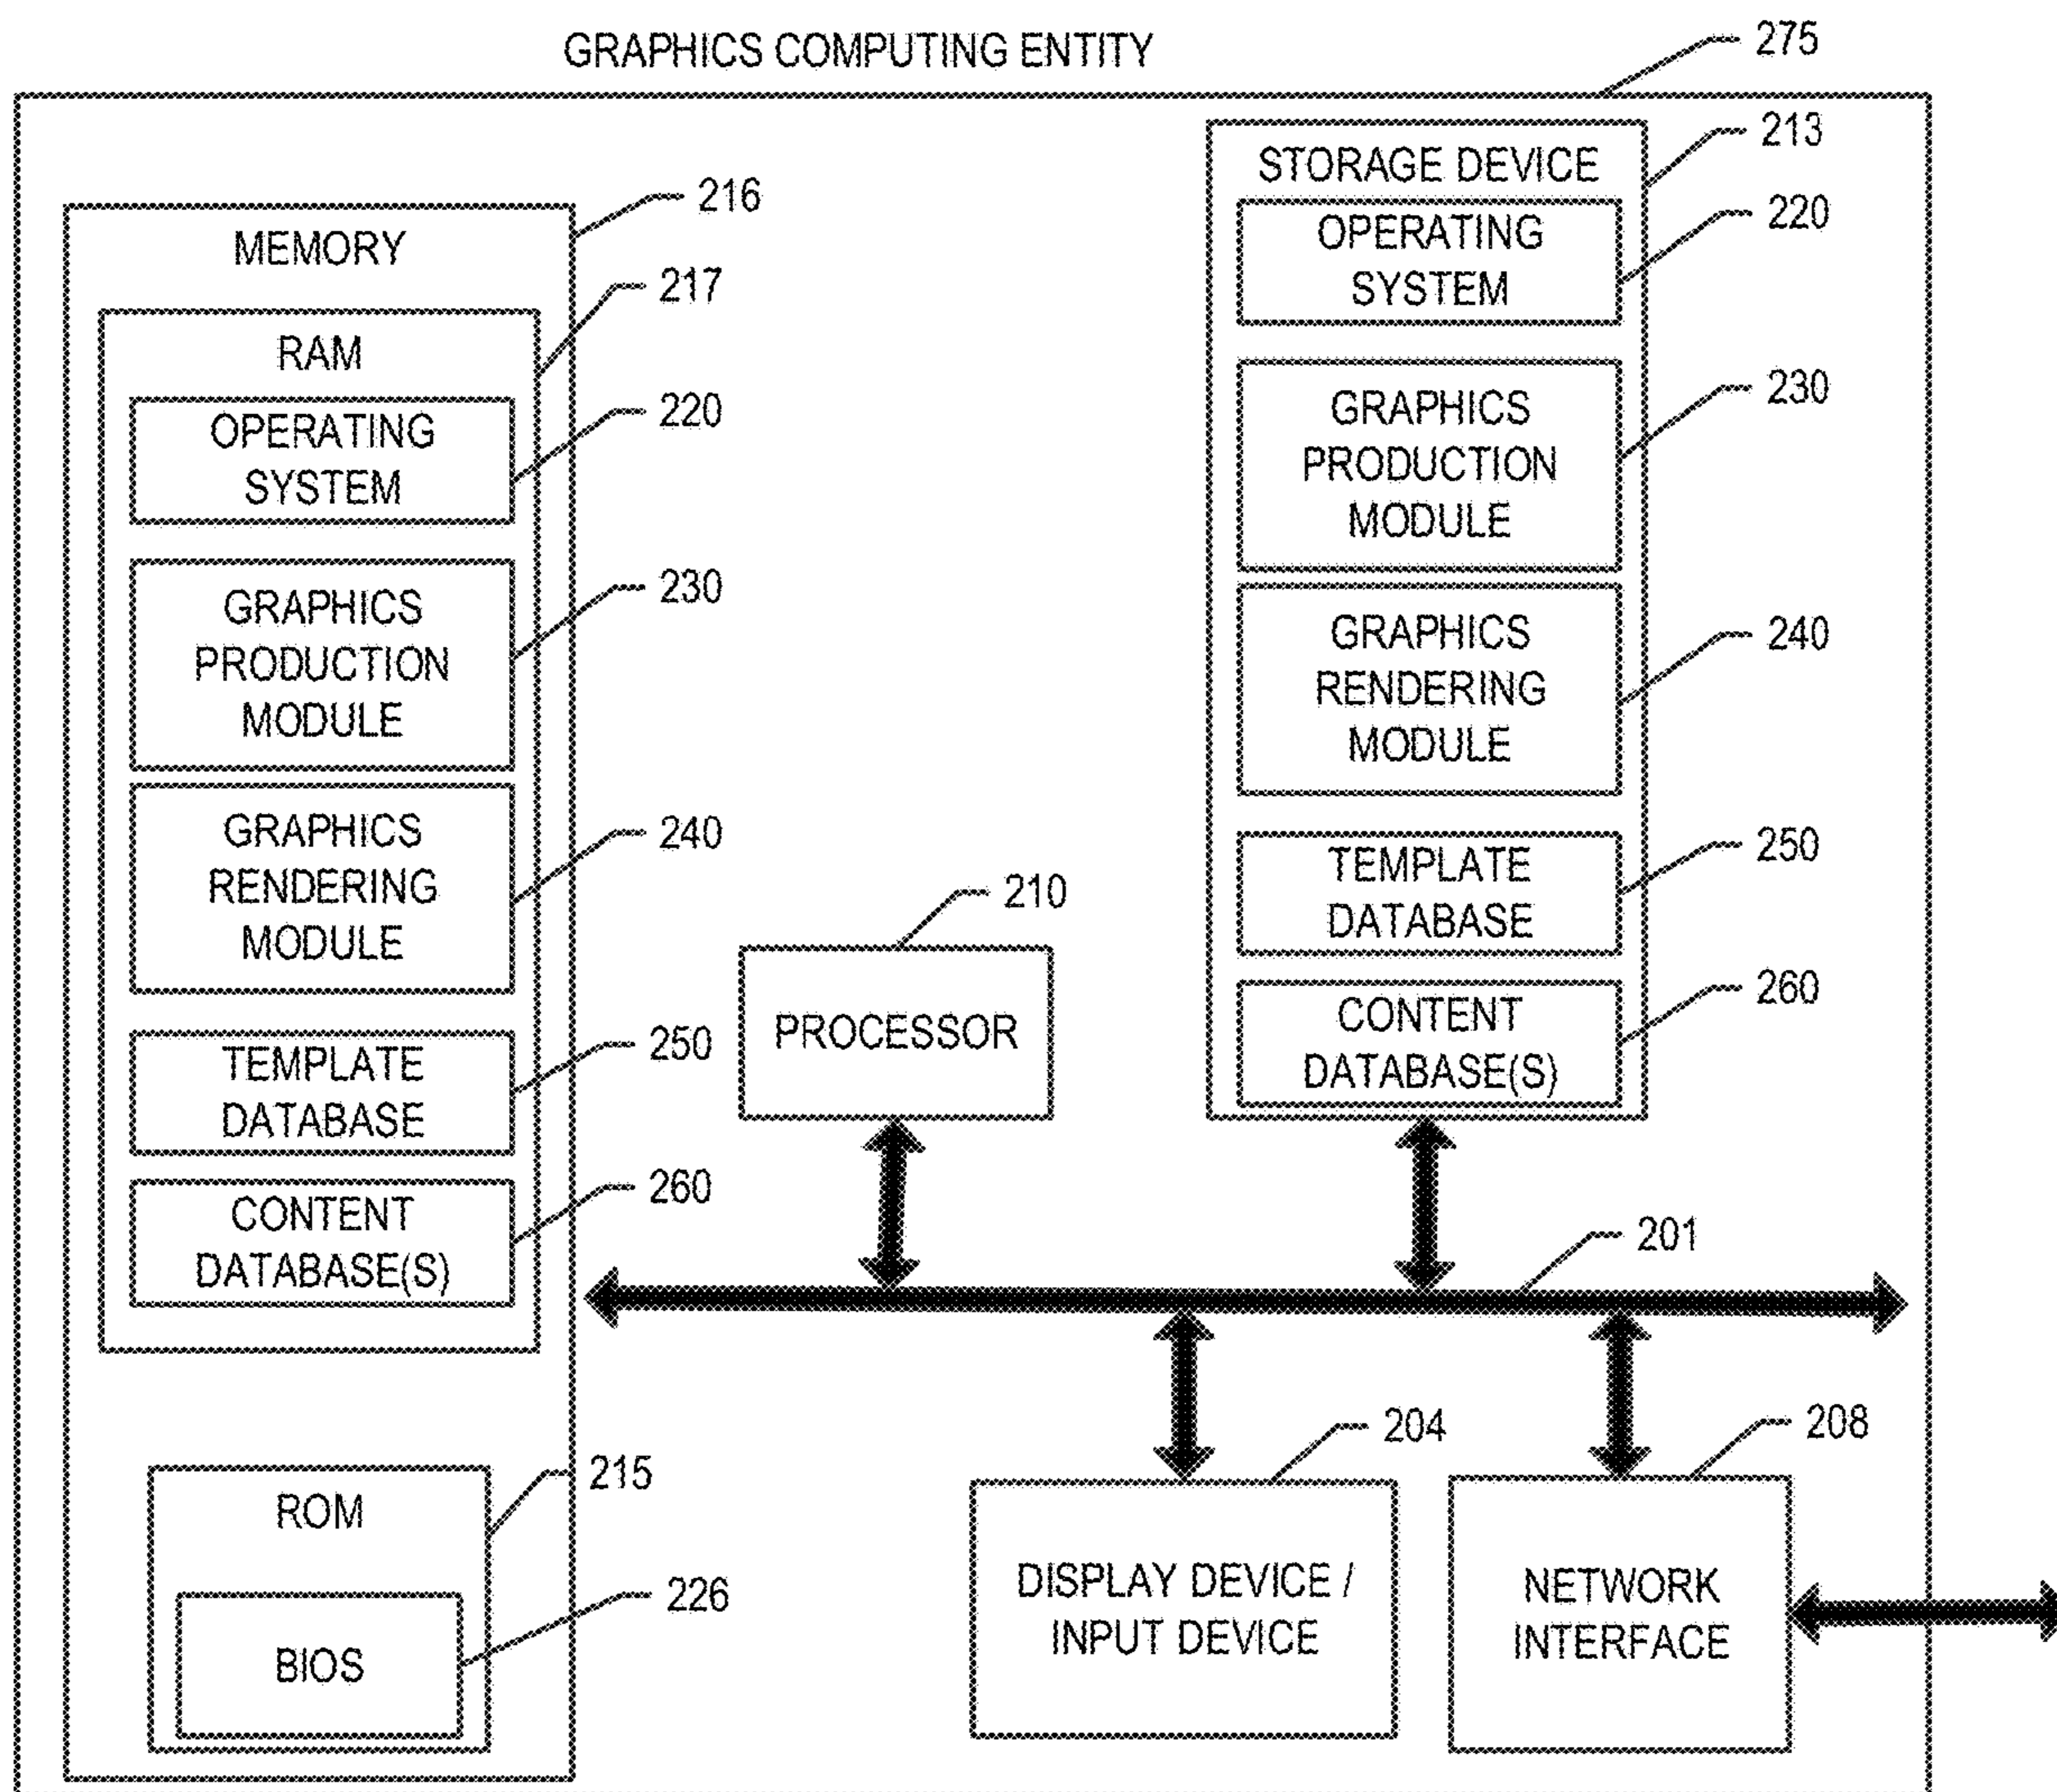 GRAPHICS COMPUTING ENTITY
275
MEMORY
216
RAM
217
OPERATING
SYSTEM
220
GRAPHICS
PRODUCTION
MODULE
230
GRAPHICS
RENDERING
MODULE
240
TEMPLATE
DATABASE
250
CONTENT
DATABASE(S)
260
ROM
215
BIOS
226
PROCESSOR
210
STORAGE DEVICE
213
OPERATING
SYSTEM
220
GRAPHICS
PRODUCTION
MODULE
230
GRAPHICS
RENDERING
MODULE
240
TEMPLATE
DATABASE
250
CONTENT
DATABASE(S)
260
201
DISPLAY DEVICE /
INPUT DEVICE
204
NETWORK
INTERFACE
208